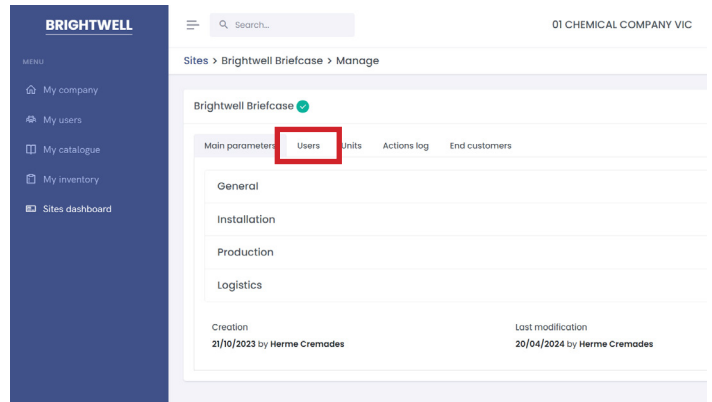 BRIGHTWELL
Search...
01 CHEMICAL COMPANY VIC
MENU
Sites > Brightwell Briefcase > Manage
My company
My users
My catalogue
My inventory
Sites dashboard
Brightwell Briefcase
Main parameters Users Units Actions log End customers
General
Installation
Production
Logistics
Creation
21/10/2023 by Herme Cremades
Last modification
20/04/2024 by Herme Cremades